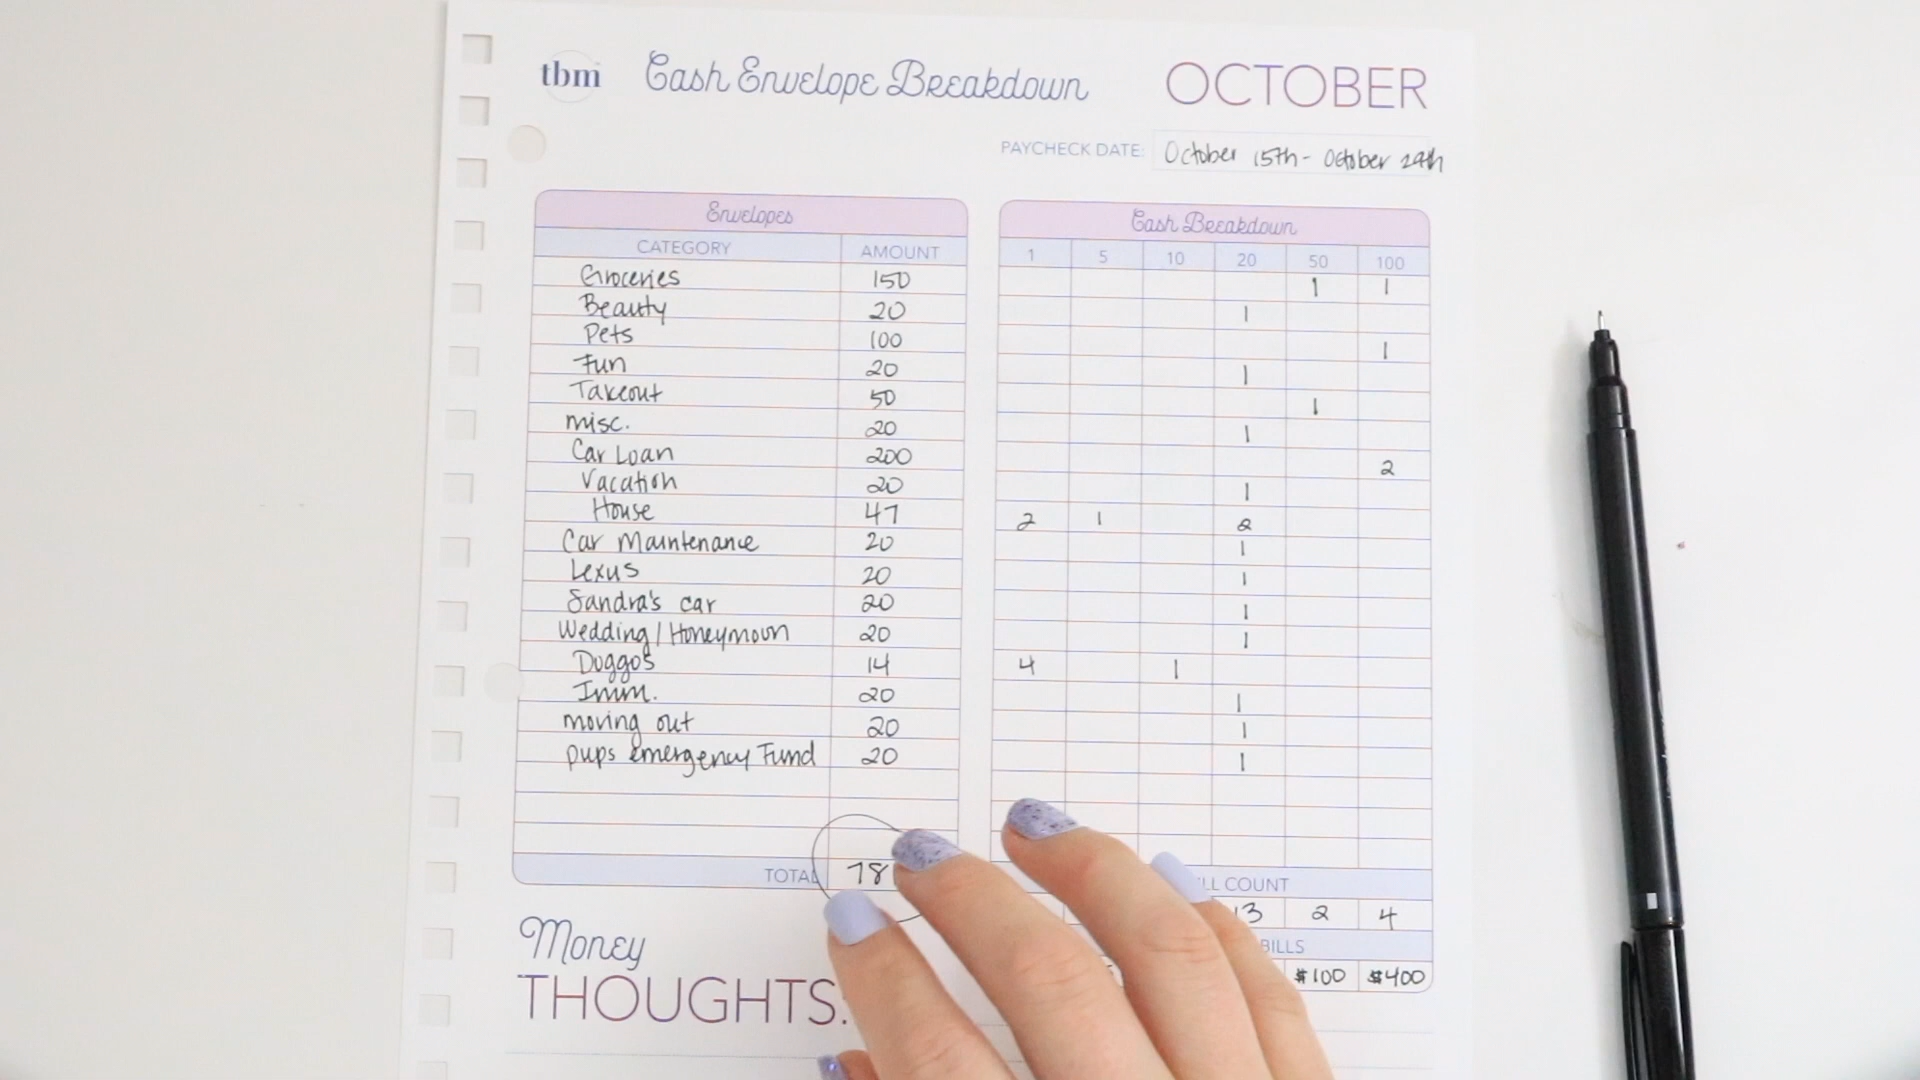 tbm Cash Envelope Breakdown OCTOBER
PAYCHECK DATE: October 15th - October 29th
Envelopes
CATEGORY AMOUNT
Groceries 150
Beauty 20
Pets 100
Fun 20
Takeout 50
misc. 20
Car Loan 200
Vacation 20
House 47
Car Maintenance 20
Lexus 20
Sandra's car 20
Wedding/Honeymoon 20
Doggos 14
Imm. 20
moving out 20
pups emergency Fund 20
TOTAL 78
Cash Breakdown
1 5 10 20 50 100
1 1
1
1
1
1
1
2
1
2 1 2
1
1
1
1
4 1
1
1
1
COUNT
13 2 4
BILLS
$100 $400
Money
THOUGHTS: